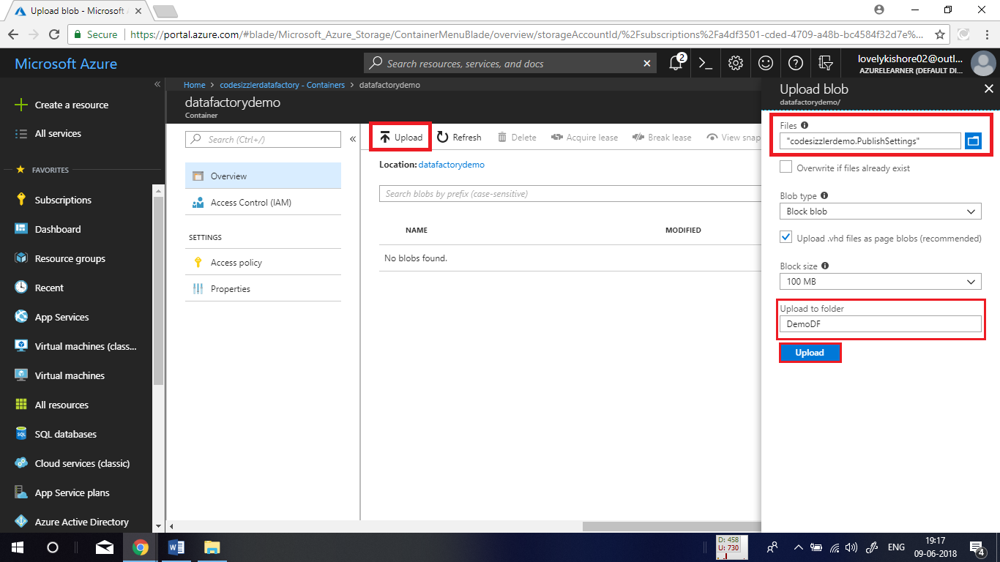 Upload blob - Microsoft A
Secure
https://portal.azure.com/#blade/Microsoft_Azure_Storage/ContainerMenuBlade/overview/storageAccountId/%2Fsubscriptions%2Fa4df3501-cded-4709-a48b-bc4584f32d7e%...
Microsoft Azure
Search resources, services, and docs
2
lovelykishore02@outl...
AZURELEARNER (DEFAULT DI...
Create a resource
All services
FAVORITES
Subscriptions
Dashboard
Resource groups
Recent
App Services
Virtual machines (class...
Virtual machines
All resources
SQL databases
Cloud services (classic)
App Service plans
Azure Active Directory
Home > codesizzlerdatafactory - Containers > datafactorydemo
datafactorydemo
Container
Search (Ctrl+/)
Overview
Access Control (IAM)
SETTINGS
Access policy
Properties
Upload
Refresh
Delete
Acquire lease
Break lease
View snap
Location: datafactorydemo
Search blobs by prefix (case-sensitive)
NAME
MODIFIED
No blobs found.
Upload blob
datafactorydemo/
Files
"codesizzlerdemo.PublishSettings"
Overwrite if files already exist
Blob type
Block blob
Upload .vhd files as page blobs (recommended)
Block size
100 MB
Upload to folder
DemoDF
Upload
D: 458
U: 730
ENG
19:17
09-06-2018
4